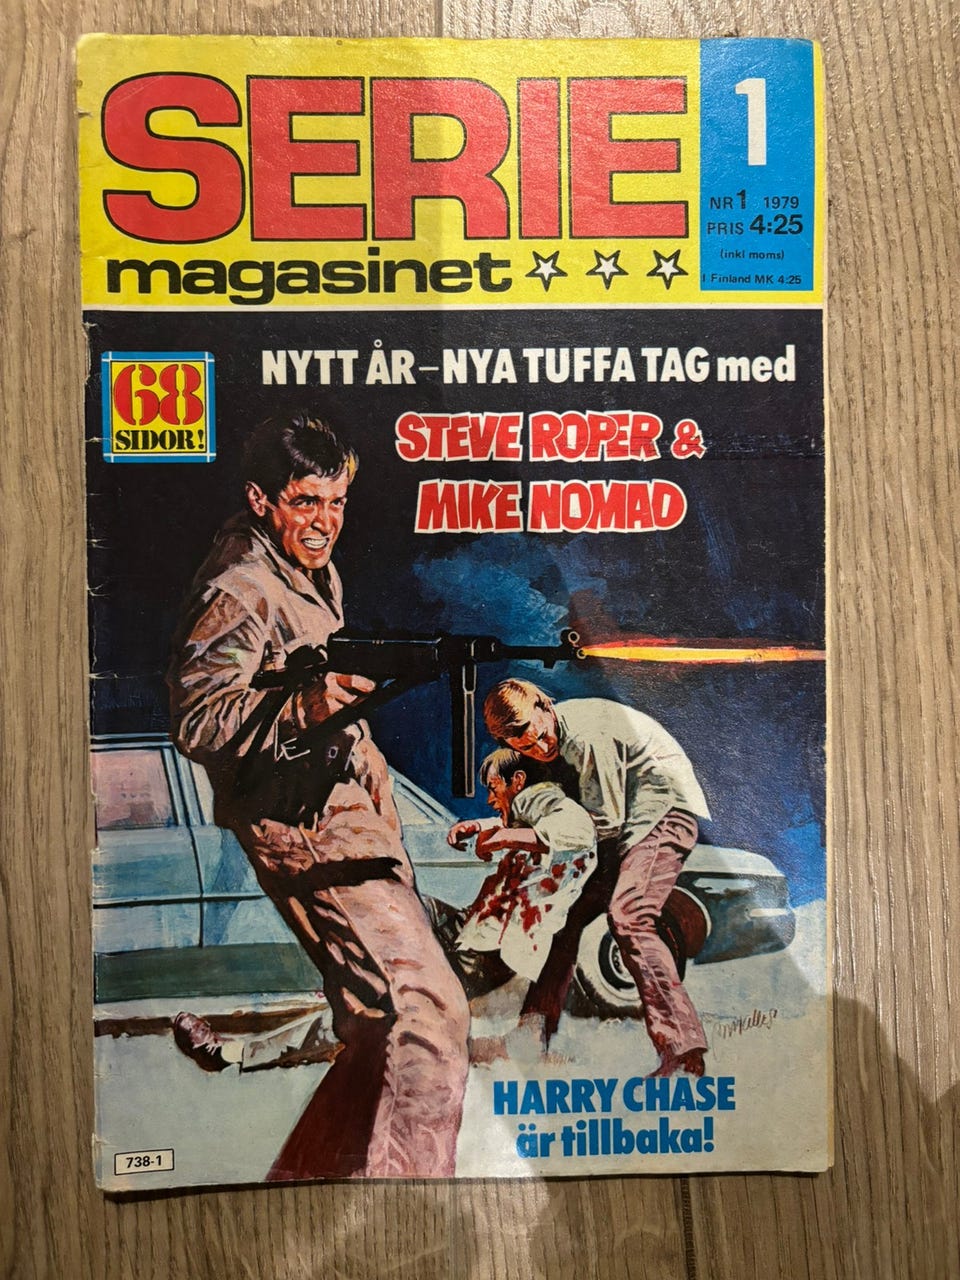 SERIE
magasinet
1
NR 1 1979
PRIS 4:25
(inkl moms)
I Finland MK 4:25
68
SIDOR!
NYTT ÅR-NYA TUFFA TAG med
STEVE ROPER &
MIKE NOMAD
HARRY CHASE
är tillbaka!
738-1